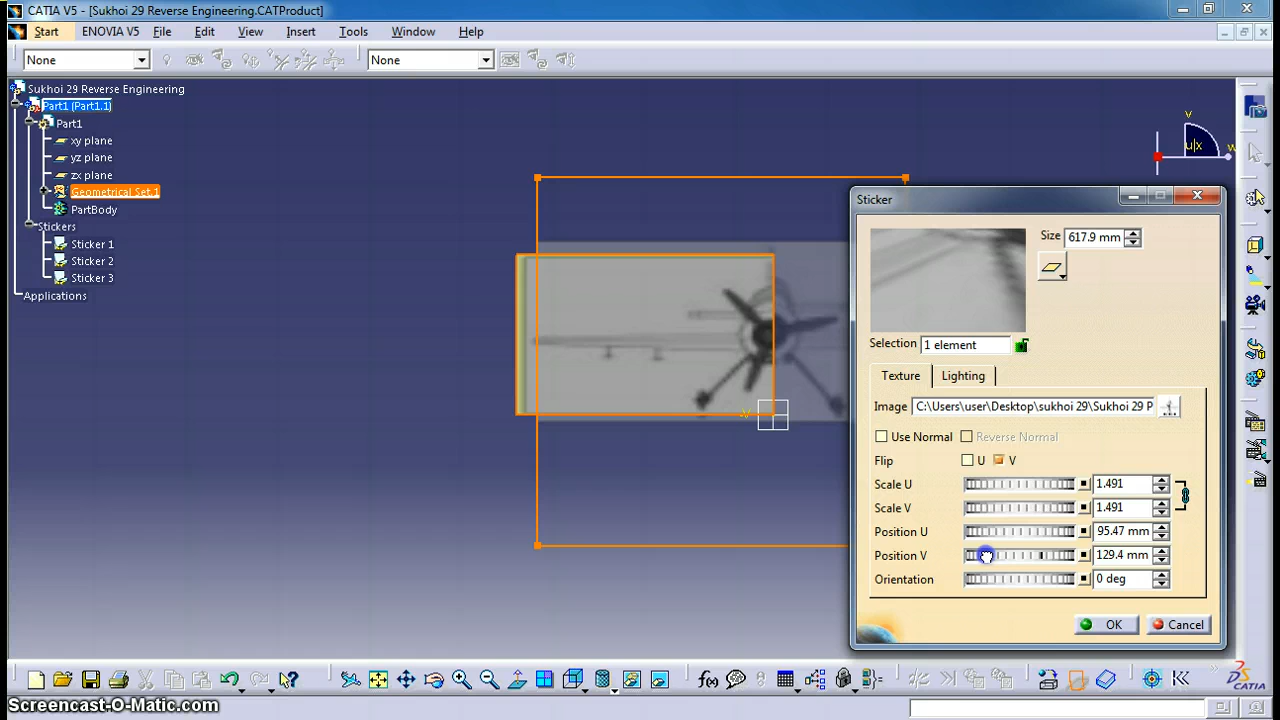 CATIA V5 - [Sukhoi 29 Reverse Engineering.CATProduct]
Start ENOVIA V5 File Edit View Insert Tools Window Help
None None
Sukhoi 29 Reverse Engineering
Part1 (Part1.1)
Part1
xy plane
yz plane
zx plane
Geometrical Set.1
PartBody
Stickers
Sticker 1
Sticker 2
Sticker 3
Applications
v
u|x
w
v
Sticker
Size 617.9 mm
Selection 1 element
Texture Lighting
Image C:\Users\user\Desktop\sukhoi 29\Sukhoi 29 P
Use Normal Reverse Normal
Flip U V
Scale U 1.491
Scale V 1.491
Position U 95.47 mm
Position V 129.4 mm
Orientation 0 deg
OK Cancel
f(x)
Screencast-O-Matic.com
DS CATIA